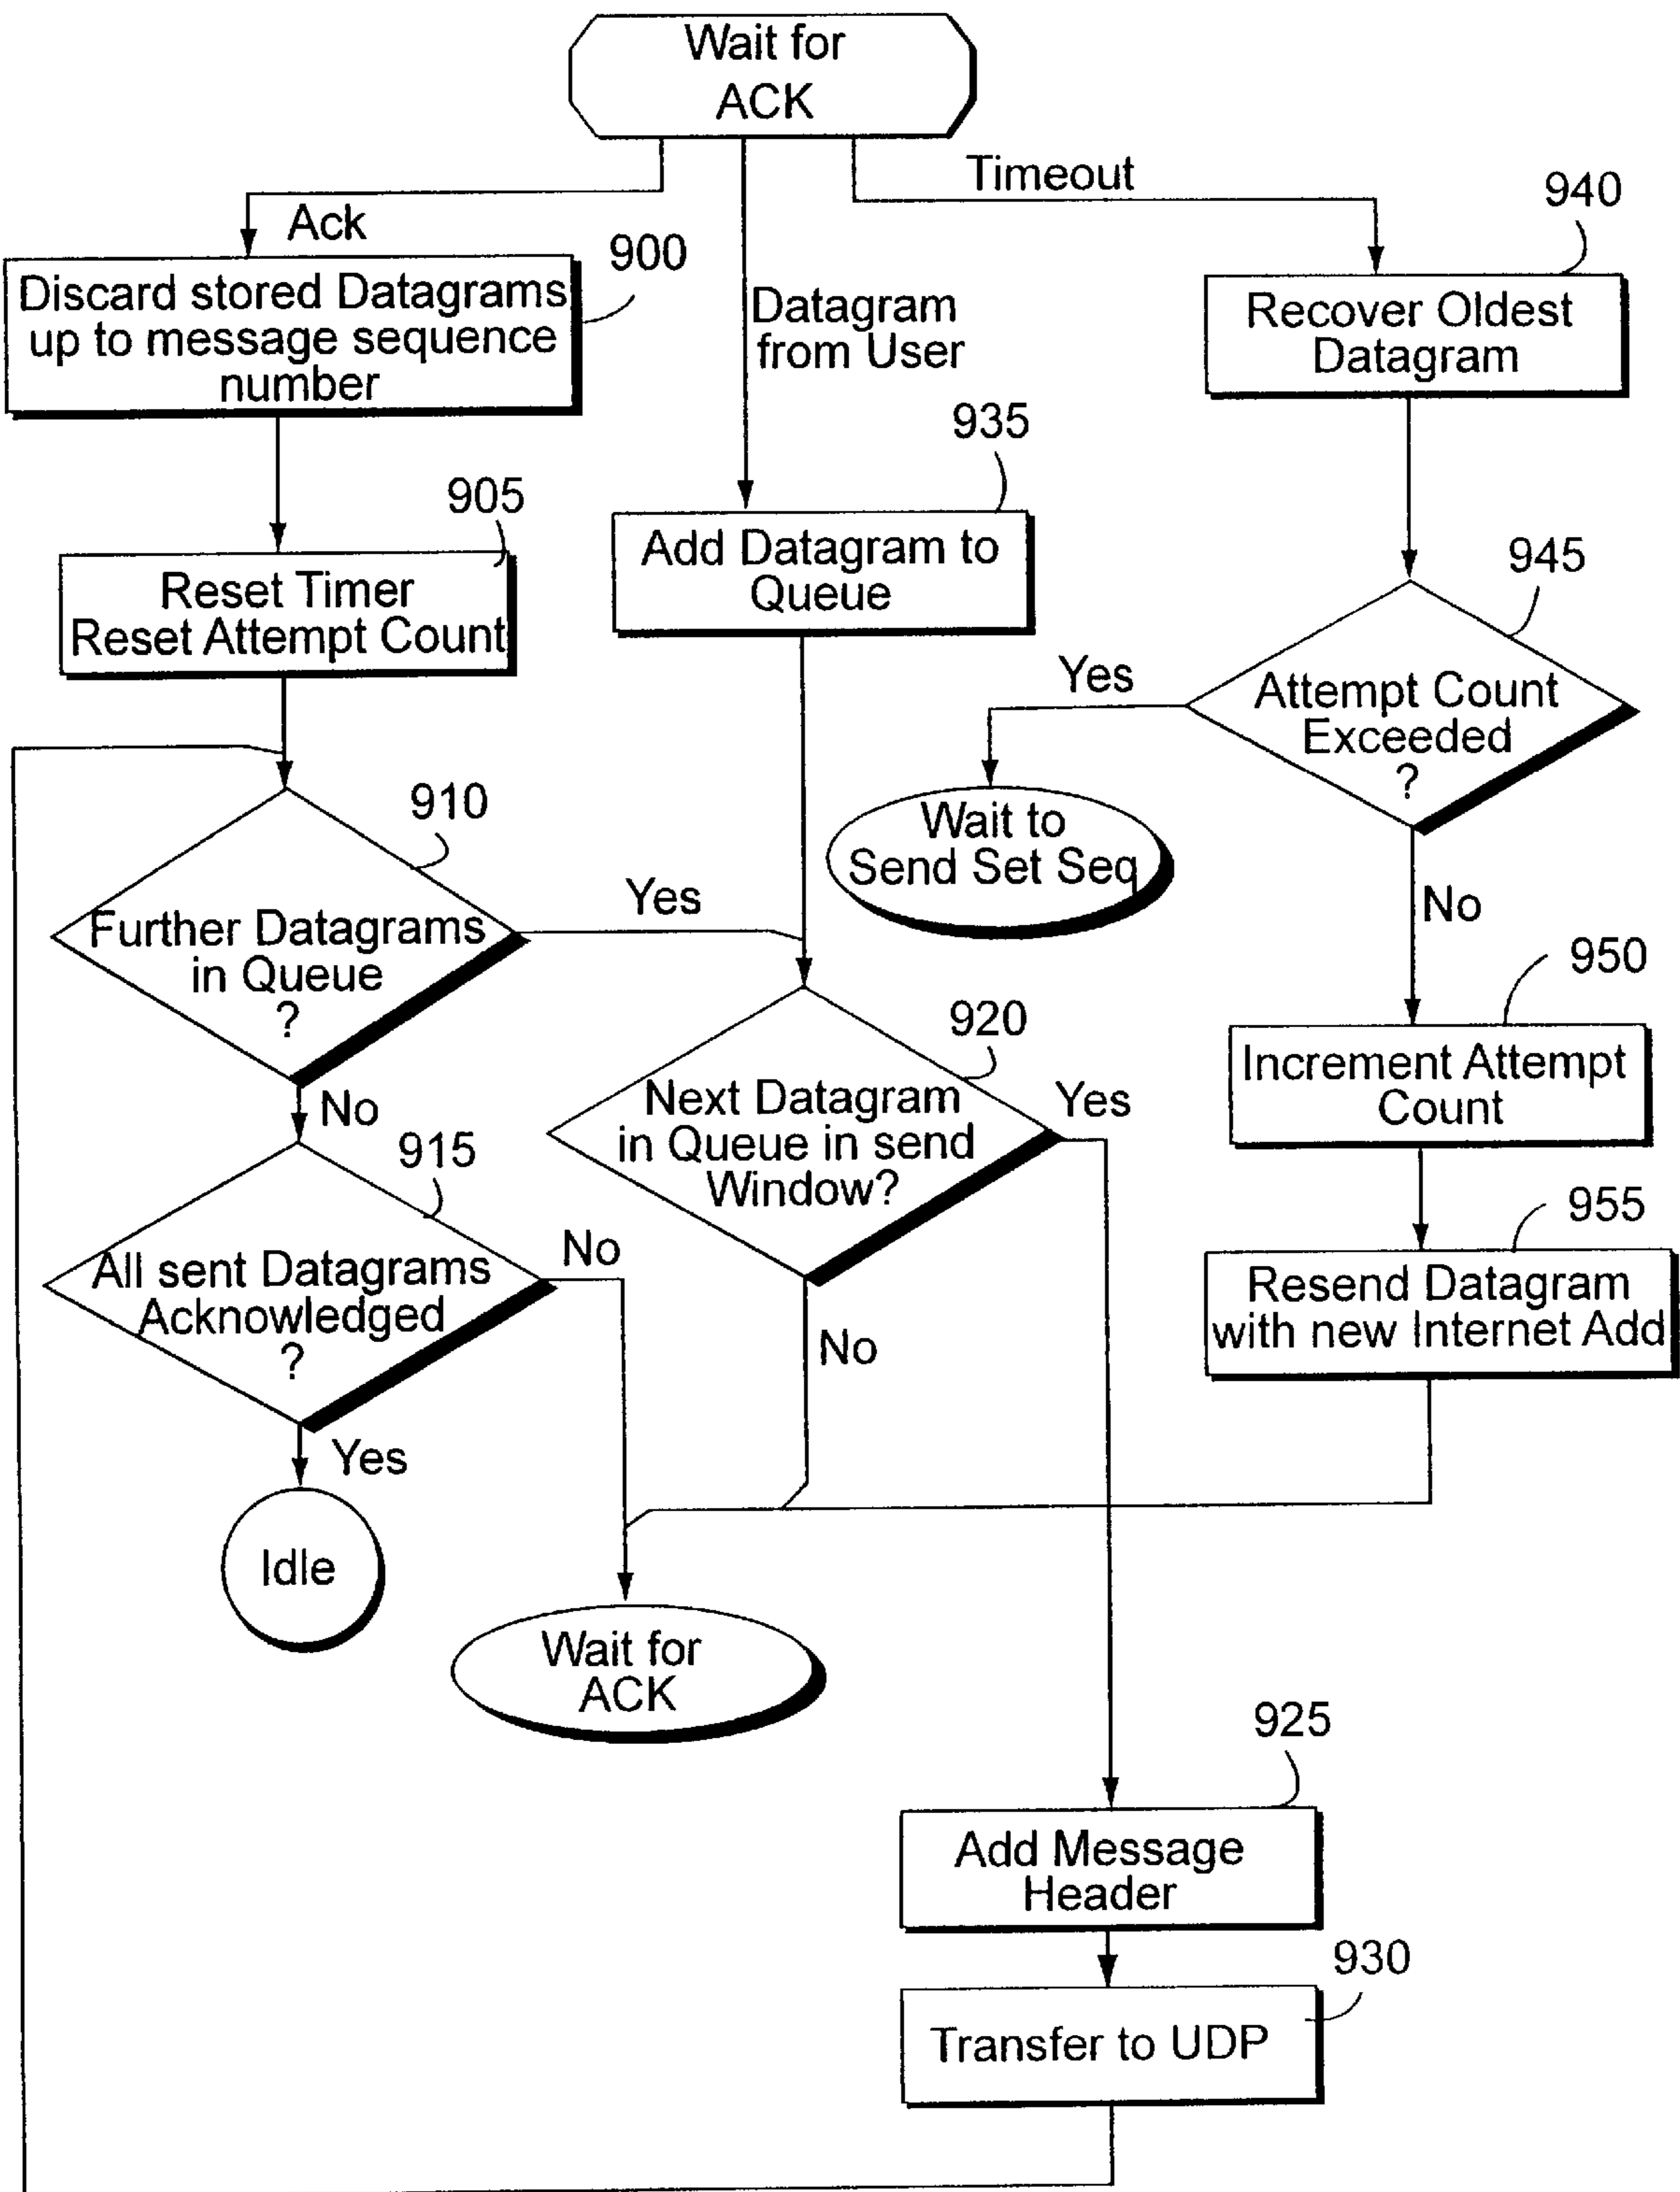 Wait for
ACK
Timeout
940
Ack
900
Discard stored Datagrams
up to message sequence
number
Datagram
from User
Recover Oldest
Datagram
935
905
Add Datagram to
Queue
945
Reset Timer
Reset Attempt Count
Yes
Attempt Count
Exceeded
?
910
Wait to
Send Set Seq
Yes
No
Further Datagrams
in Queue
?
950
920
Increment Attempt
Count
No
Next Datagram
in Queue in send
Window?
Yes
915
955
All sent Datagrams
Acknowledged
?
No
Resend Datagram
with new Internet Add
No
Yes
Idle
Wait for
ACK
925
Add Message
Header
930
Transfer to UDP